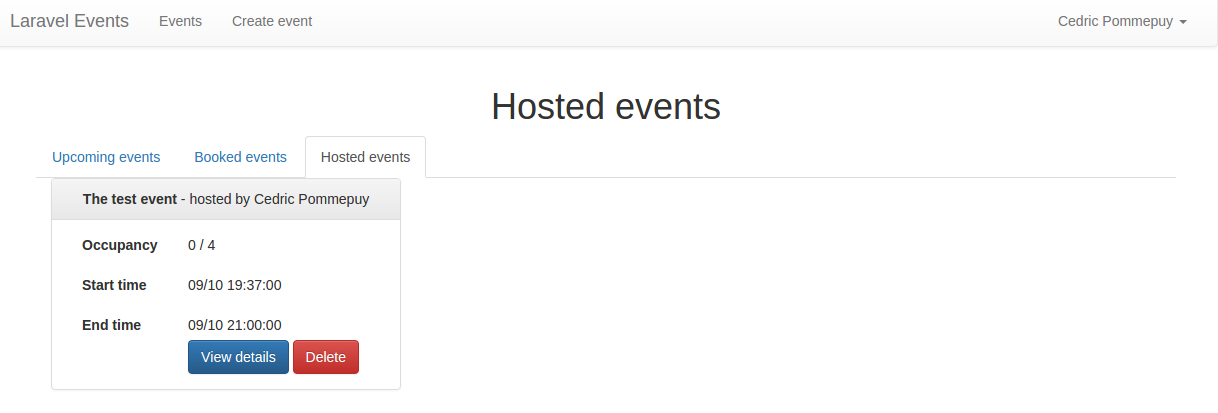 Laravel Events Events Create event Cedric Pommepuy
Hosted events
Upcoming events Booked events Hosted events
The test event - hosted by Cedric Pommepuy
Occupancy 0 / 4
Start time 09/10 19:37:00
End time 09/10 21:00:00
View details Delete